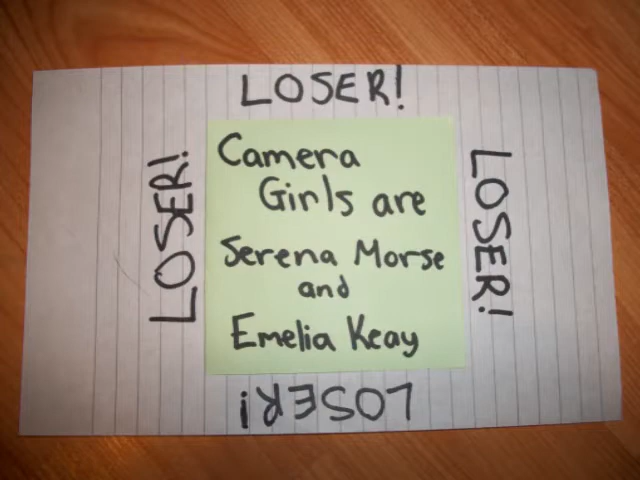 LOSER!
LOSER!
Camera
Girls are
Serena Morse
and
Emelia Keay
LOSER!
LOSER!